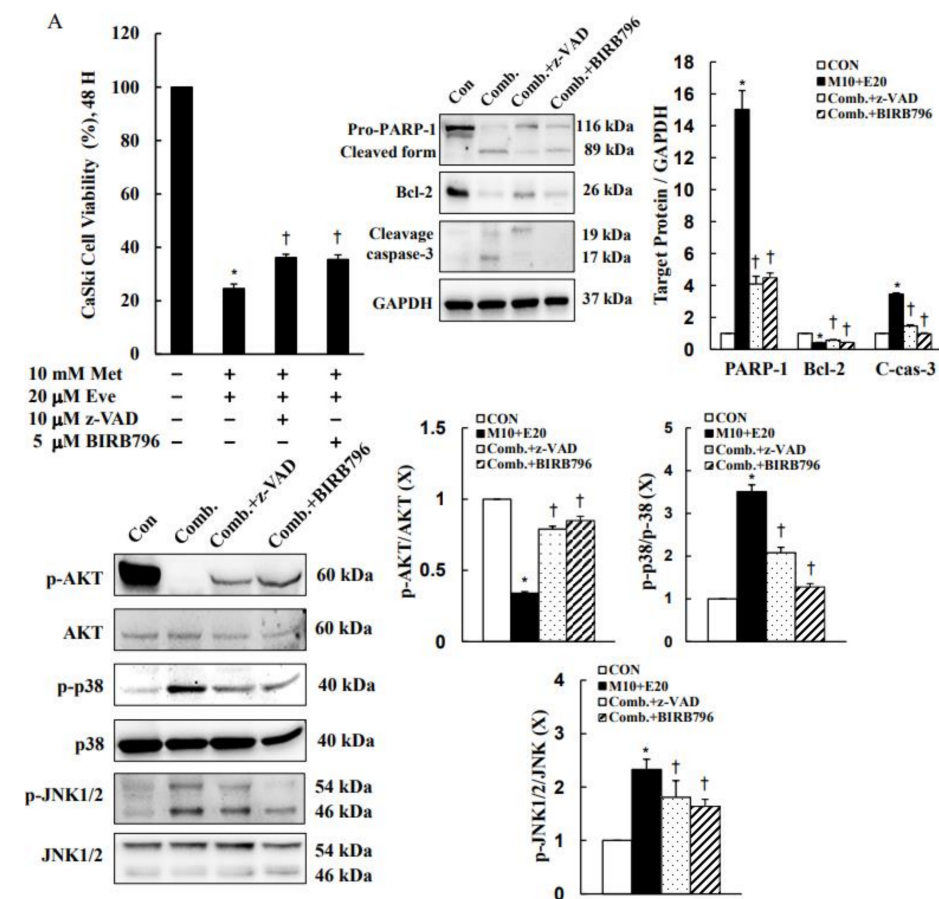 A
CaSki Cell Viability (%), 48 H
120
100
80
60
40
20
0
10 mM Met − + + +
20 μM Eve − + + +
10 μM z-VAD − − + −
5 μM BIRB796 − − − +
* † †
Con Comb. Comb.+z-VAD Comb.+BIRB796
Pro-PARP-1 116 kDa
Cleaved form 89 kDa
Bcl-2 26 kDa
Cleavage 19 kDa
caspase-3 17 kDa
GAPDH 37 kDa
Target Protein / GAPDH
18
16
14
12
10
8
6
4
2
0
CON
M10+E20
Comb.+z-VAD
Comb.+BIRB796
* † †
* † †
* † †
PARP-1 Bcl-2 C-cas-3
Con Comb. Comb.+z-VAD Comb.+BIRB796
p-AKT 60 kDa
AKT 60 kDa
p-p38 40 kDa
p38 40 kDa
p-JNK1/2 54 kDa
46 kDa
JNK1/2 54 kDa
46 kDa
p-AKT/AKT (X)
1.5
1
0.5
0
CON
M10+E20
Comb.+z-VAD
Comb.+BIRB796
* † †
p-p38/p-38 (X)
5
4
3
2
1
0
CON
M10+E20
Comb.+z-VAD
Comb.+BIRB796
* † †
p-JNK1/2/JNK (X)
4
3
2
1
0
CON
M10+E20
Comb.+z-VAD
Comb.+BIRB796
* † †